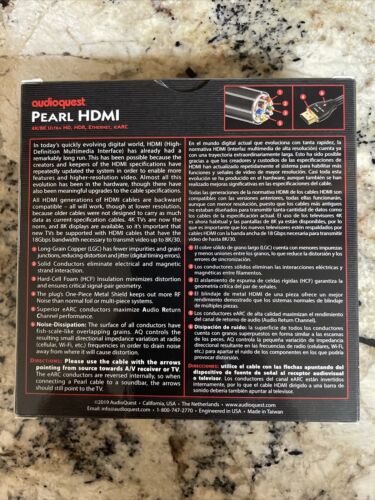 audioquest
PEARL HDMI
4K/8K ULTRA HD, HDR, ETHERNET, eARC
In today's quickly evolving digital world, HDMI (High-
Definition Multimedia Interface) has already had a
remarkably long run. This has been possible because the
creators and keepers of the HDMI specifications have
repeatedly updated the system in order to enable more
features and higher-resolution video. Almost all this
evolution has been in the hardware, though there have
also been meaningful upgrades to the cable specifications.
All HDMI generations of HDMI cables are backward
compatible—all will work, though at lower resolution,
because older cables were not designed to carry as much
data as current-specification cables. 4K TVs are now the
norm, and 8K displays are available, so it's important that
new TVs be supported with HDMI cables that have the
18Gbps bandwidth necessary to transmit video up to 8K/30.
Long-Grain Copper (LGC) has fewer impurities and grain
junctions, reducing distortion and jitter (digital timing errors).
Solid Conductors eliminate electrical and magnetic
strand interaction.
Hard-Cell Foam (HCF) Insulation minimizes distortion
and ensures critical signal-pair geometry.
The plug's One-Piece Metal Shield keeps out more RF
Noise than normal foil or multi-piece systems.
Superior eARC conductors maximize Audio Return
Channel performance.
Noise-Dissipation: The surface of all conductors have
fish-scale-like overlapping grains. AQ controls the
resulting small directional impedance variation at radio
(cellular, Wi-Fi, etc.) frequencies in order to drain noise
away from where it will cause distortion.
DIRECTIONS: Please use the cable with the arrows
pointing from source towards A/V receiver or TV.
The eARC conductors are reversed internally, so when
connecting a Pearl cable to a soundbar, the arrows
should still point to the TV.
En el mundo digital actual que evoluciona con tanta rapidez, la
normativa HDMI (Interfaz multimedia de alta resolución) cuenta ya
con una trayectoria extraordinariamente larga. Esto ha sido posible
gracias a que los creadores y custodios de las especificaciones de
HDMI han actualizado repetidamente el sistema para habilitar más
funciones y señales de vídeo de mayor resolución. Casi toda esta
evolución se ha producido en el hardware, aunque también se han
realizado mejoras significativas en las especificaciones del cable.
Todas las generaciones de la normativa HDMI de los cables HDMI son
compatibles con las versiones anteriores, todas ellas funcionarán,
aunque con menor resolución, puesto que los cables más antiguos
no estaban diseñados para transmitir tanta cantidad de datos como
los cables de la especificación actual. El uso de los televisores 4K
es ahora habitual y las pantallas de 8K ya están disponibles, por lo
que es importante que los nuevos televisores estén respaldados por
cables HDMI con la banda ancha de 18 Gbps necesaria para transmitir
vídeo de hasta 8K/30.
El cobre sólido de grano largo (LGC) cuenta con menores impurezas
y menos uniones entre los granos, lo que reduce la distorsión y los
errores de sincronización.
Los conductores sólidos eliminan las interacciones eléctricas y
magnéticas entre filamentos.
El aislamiento de espuma de celdas rígidas (HCF) garantiza la
geometría crítica del par de señales.
El blindaje de metal del enchufe de una pieza ofrece un mejor
rendimiento demostrado que los sistemas normales de blindaje
de múltiples piezas.
Los conductores eARC de alta calidad maximizan el rendimiento
del canal de retorno de audio (Audio Return Channel).
Disipación de ruido: la superficie de todos los conductores
cuenta con granos superpuestos en forma similar a las escamas
de los peces. AQ controla la pequeña variación de impedancia
direccional resultante en las frecuencias de radio (celulares, Wi-Fi,
etc.) para apartar el ruido de los componentes en los que podría
provocar distorsión.
DIRECCIONES: utilice el cable con las flechas apuntando del
dispositivo de fuente de señal al receptor audiovisual
o televisor. Los conductores del canal eARC están invertidos
internamente, por lo que el cable HDMI dirigido a una barra de
sonido debería también apuntar al televisor.
©2019 AudioQuest • California, USA • The Netherlands • www.audioquest.com
Email: info@audioquest.com • 1-800-747-2770 • Engineered in USA • Made in Taiwan